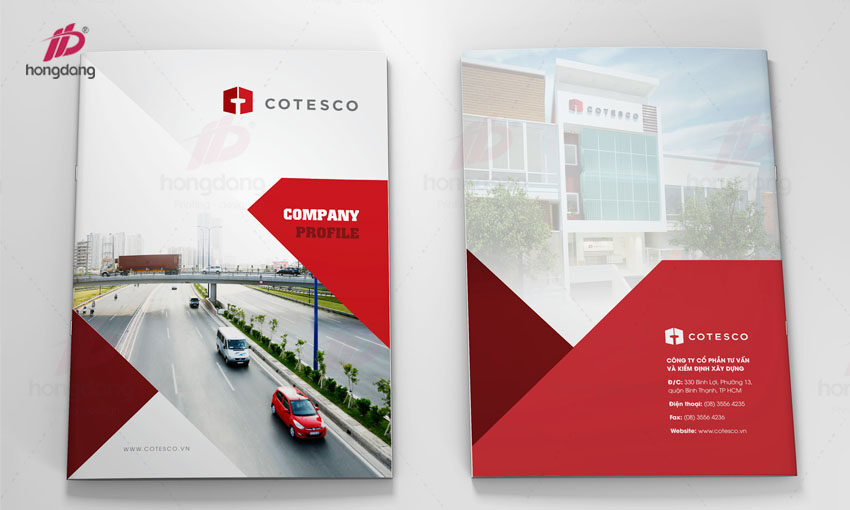 hongdang
COTESCO
COMPANY
PROFILE
WWW.COTESCO.VN
COTESCO
COTESCO
CÔNG TY CỔ PHẦN TƯ VẤN
VÀ KIỂM ĐỊNH XÂY DỰNG
Đ/C: 330 Bình Lợi, Phường 13,
quận Bình Thạnh, TP HCM
Điện thoại: (08) 3556 4235
Fax: (08) 3556 4236
Website: www.cotesco.vn
hongdang
hongdang